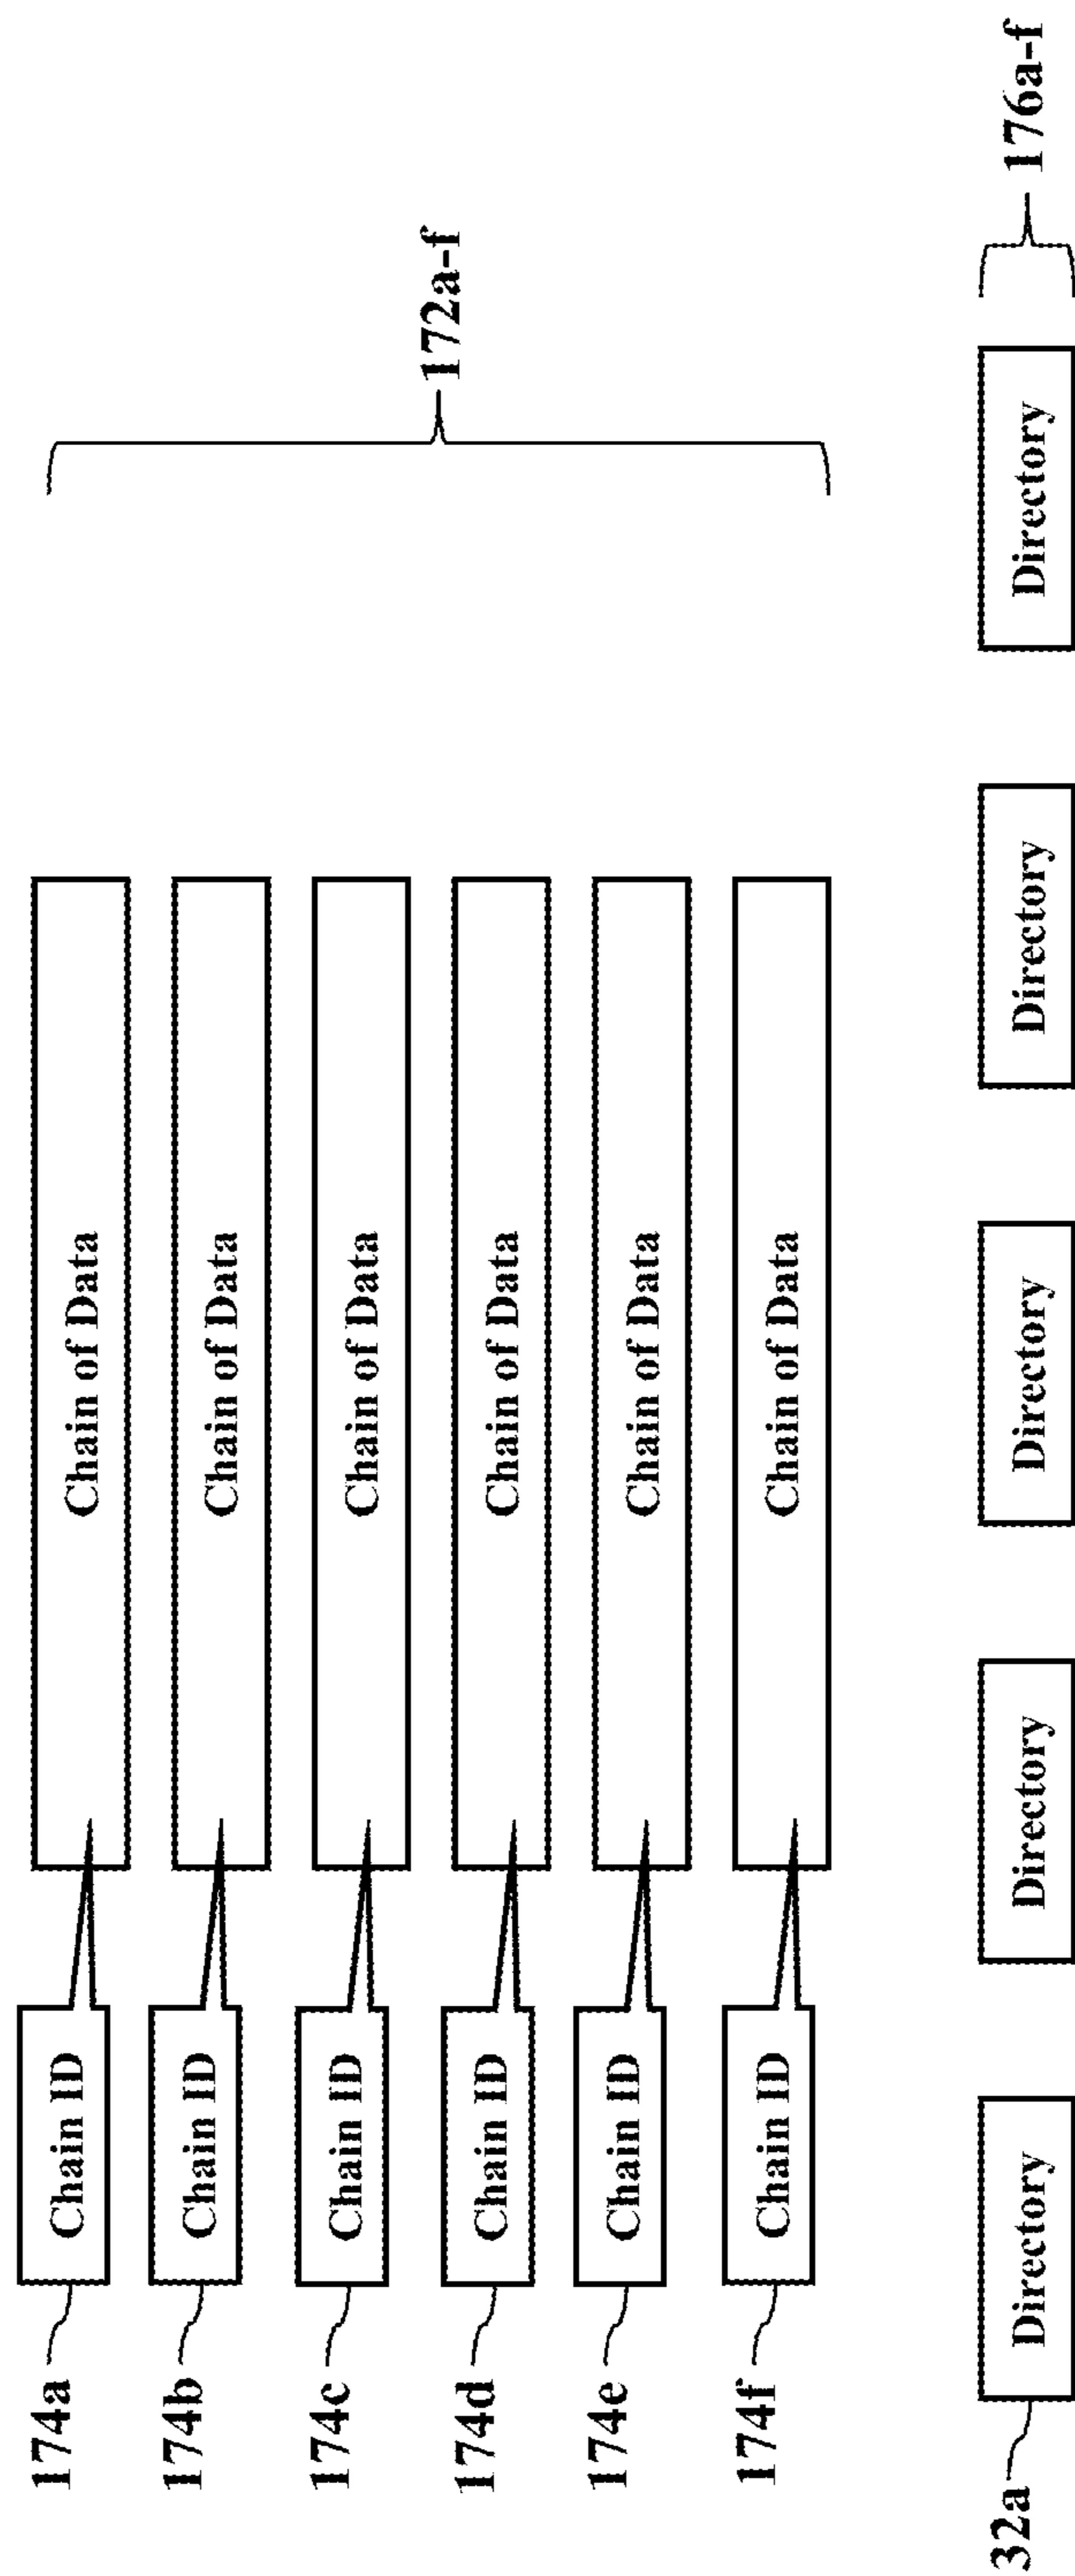 174a Chain ID Chain of Data
174b Chain ID Chain of Data
174c Chain ID Chain of Data
174d Chain ID Chain of Data
174e Chain ID Chain of Data
174f Chain ID Chain of Data
172a-f
32a Directory Directory Directory Directory Directory 176a-f